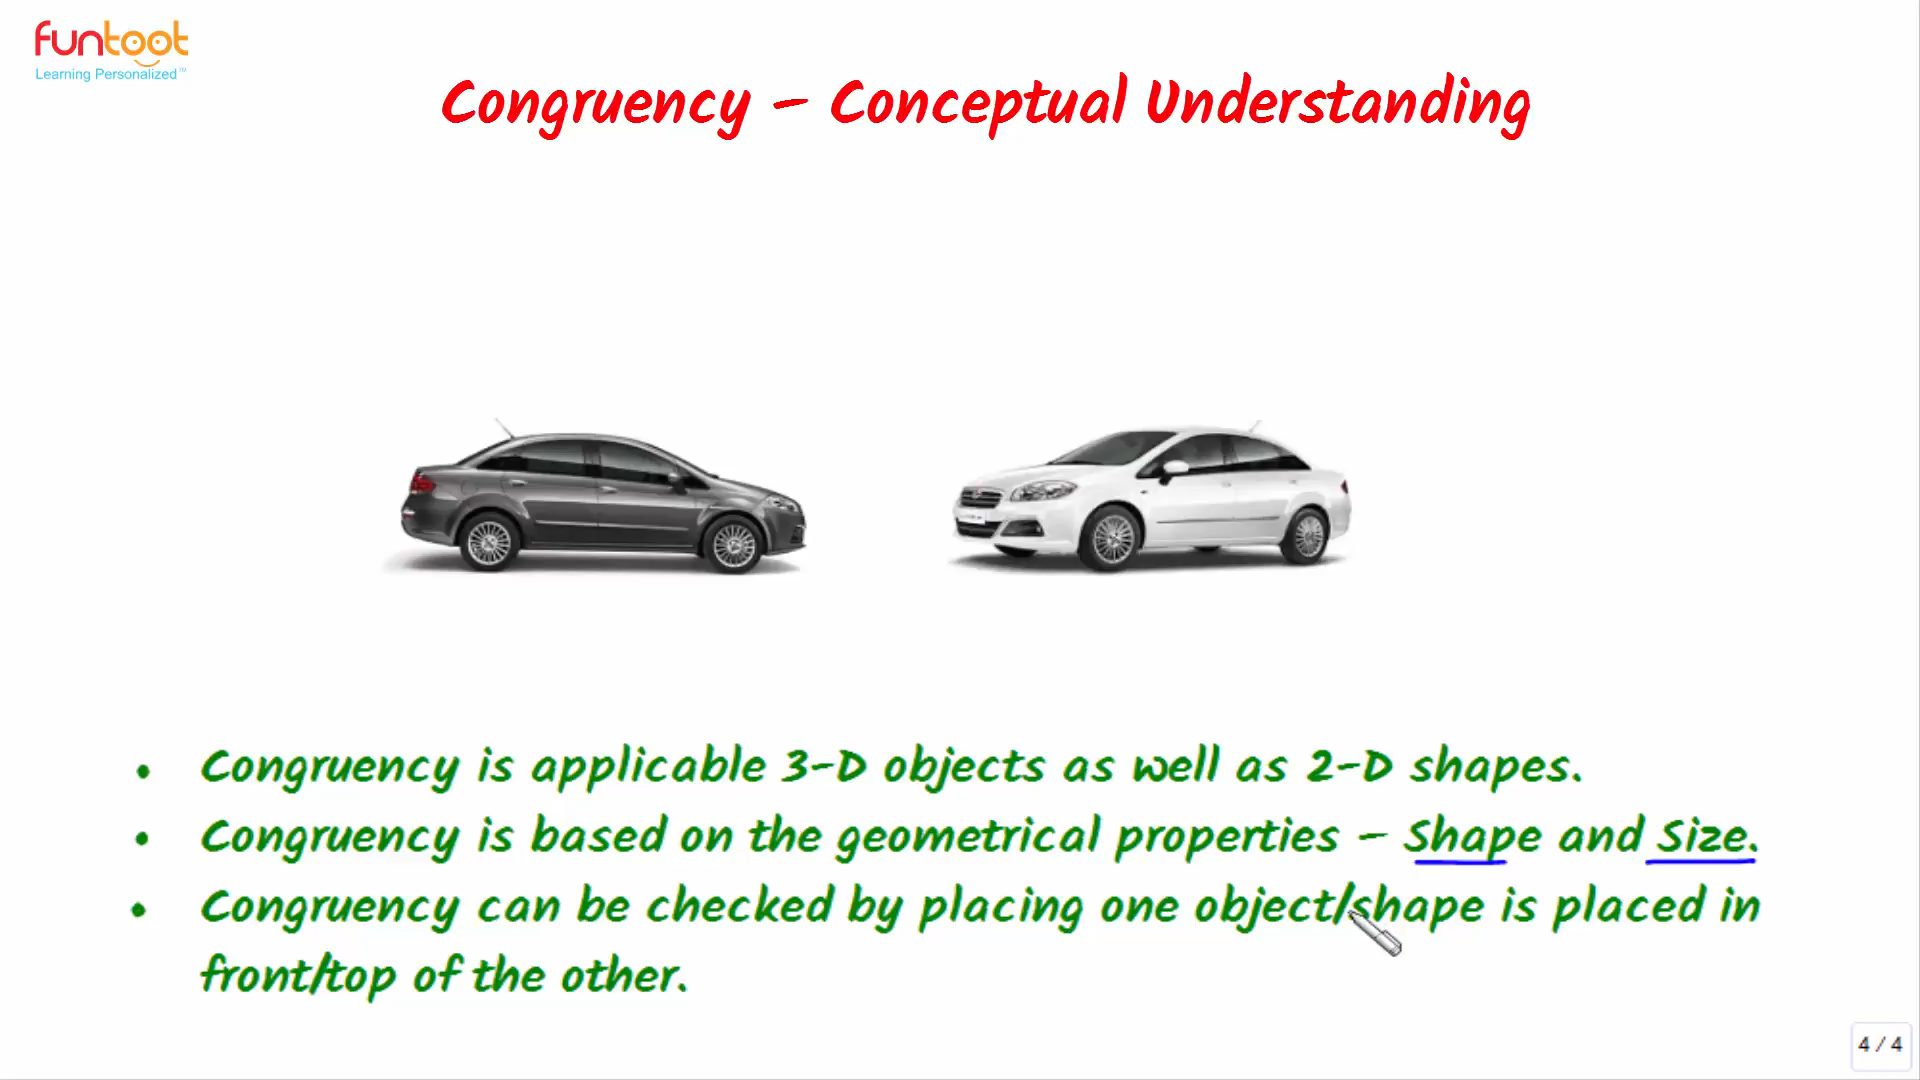 funtoot
Learning Personalized™
Congruency – Conceptual Understanding
• Congruency is applicable 3-D objects as well as 2-D shapes.
• Congruency is based on the geometrical properties – Shape and Size.
• Congruency can be checked by placing one object/shape is placed in
front/top of the other.
4 / 4